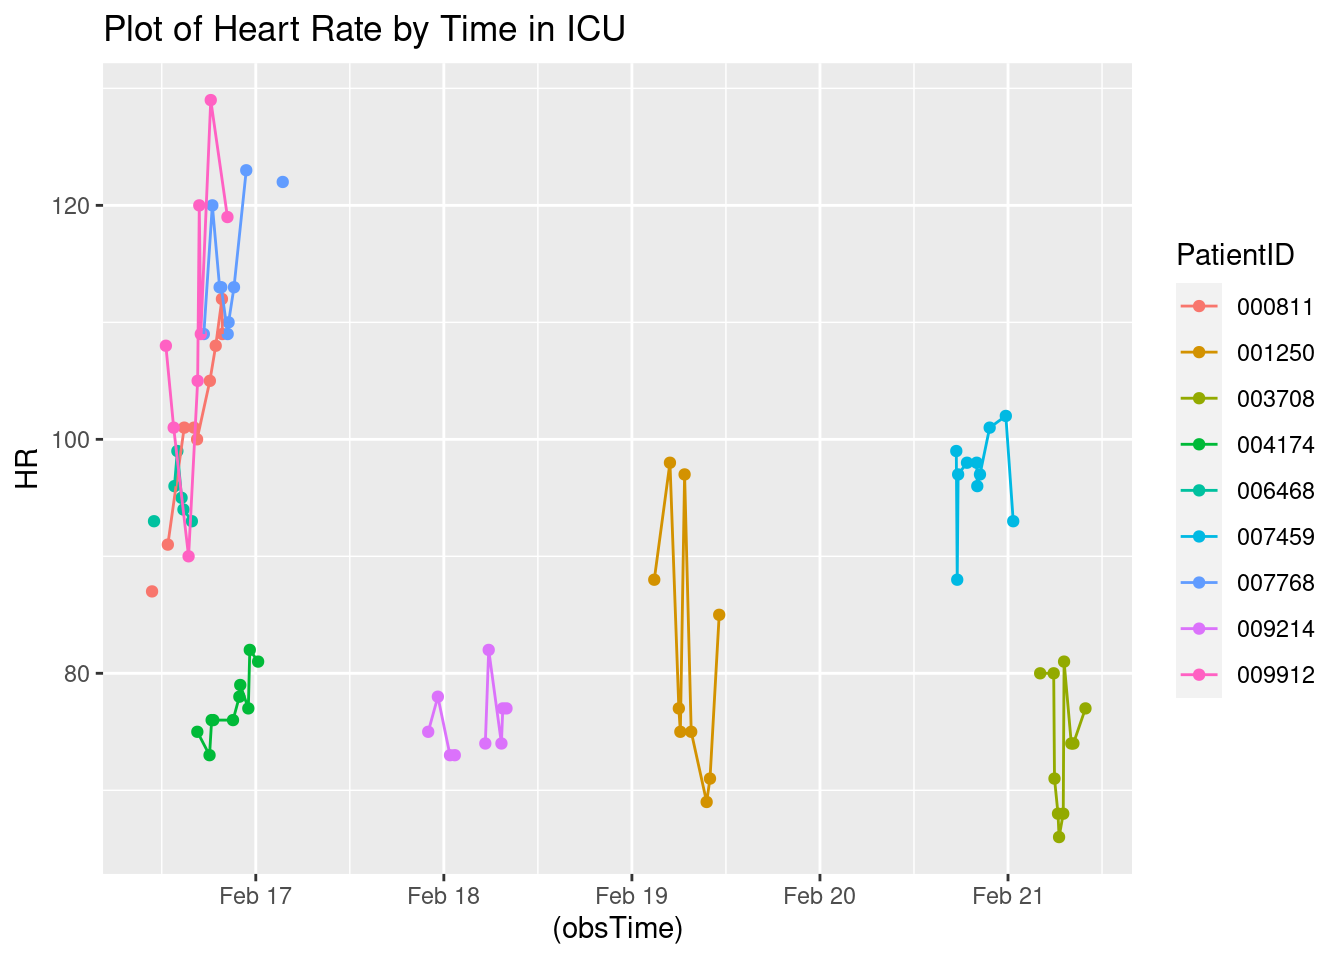 Plot of Heart Rate by Time in ICU
HR
120
100
80
Feb 17
Feb 18
Feb 19
Feb 20
Feb 21
(obsTime)
PatientID
000811
001250
003708
004174
006468
007459
007768
009214
009912